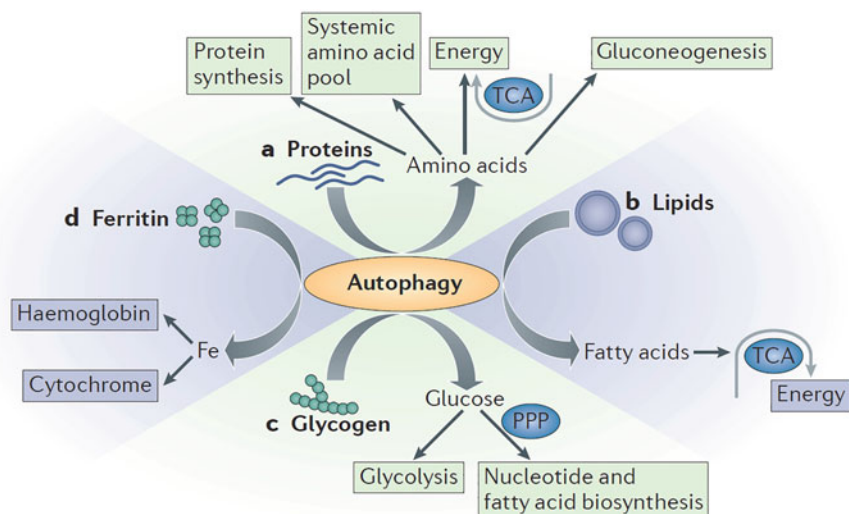 Protein
synthesis
Systemic
amino acid
pool
Energy
TCA
Gluconeogenesis
a Proteins
Amino acids
d Ferritin
b Lipids
Autophagy
Haemoglobin
Fe
Cytochrome
Fatty acids
TCA
Energy
c Glycogen
Glucose
PPP
Glycolysis
Nucleotide and
fatty acid biosynthesis